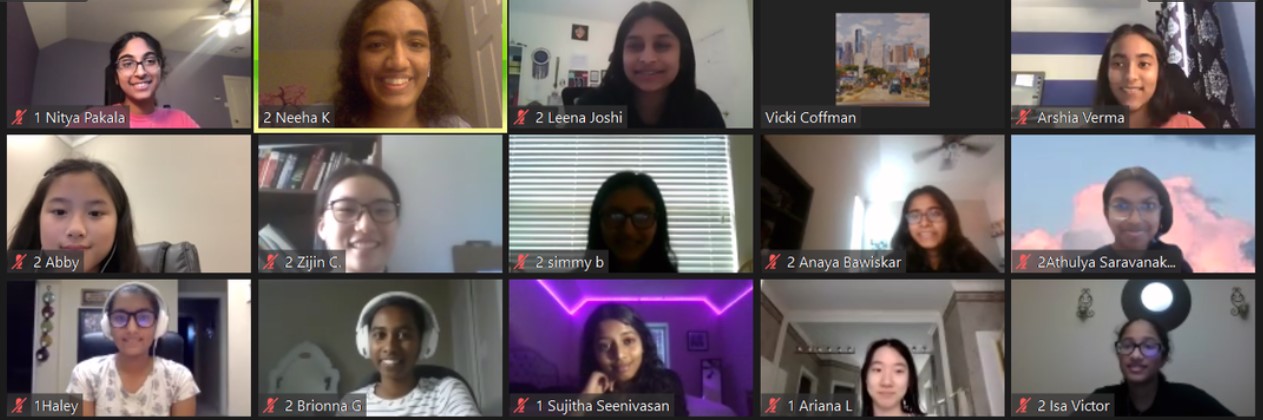 1 Nitya Pakala
2 Neeha K
2 Leena Joshi
Vicki Coffman
Arshia Verma
2 Abby
2 Zijin C.
2 simmy b
2 Anaya Bawiskar
2Athulya Saravanak...
1Haley
2 Brionna G
1 Sujitha Seenivasan
1 Ariana L
2 Isa Victor